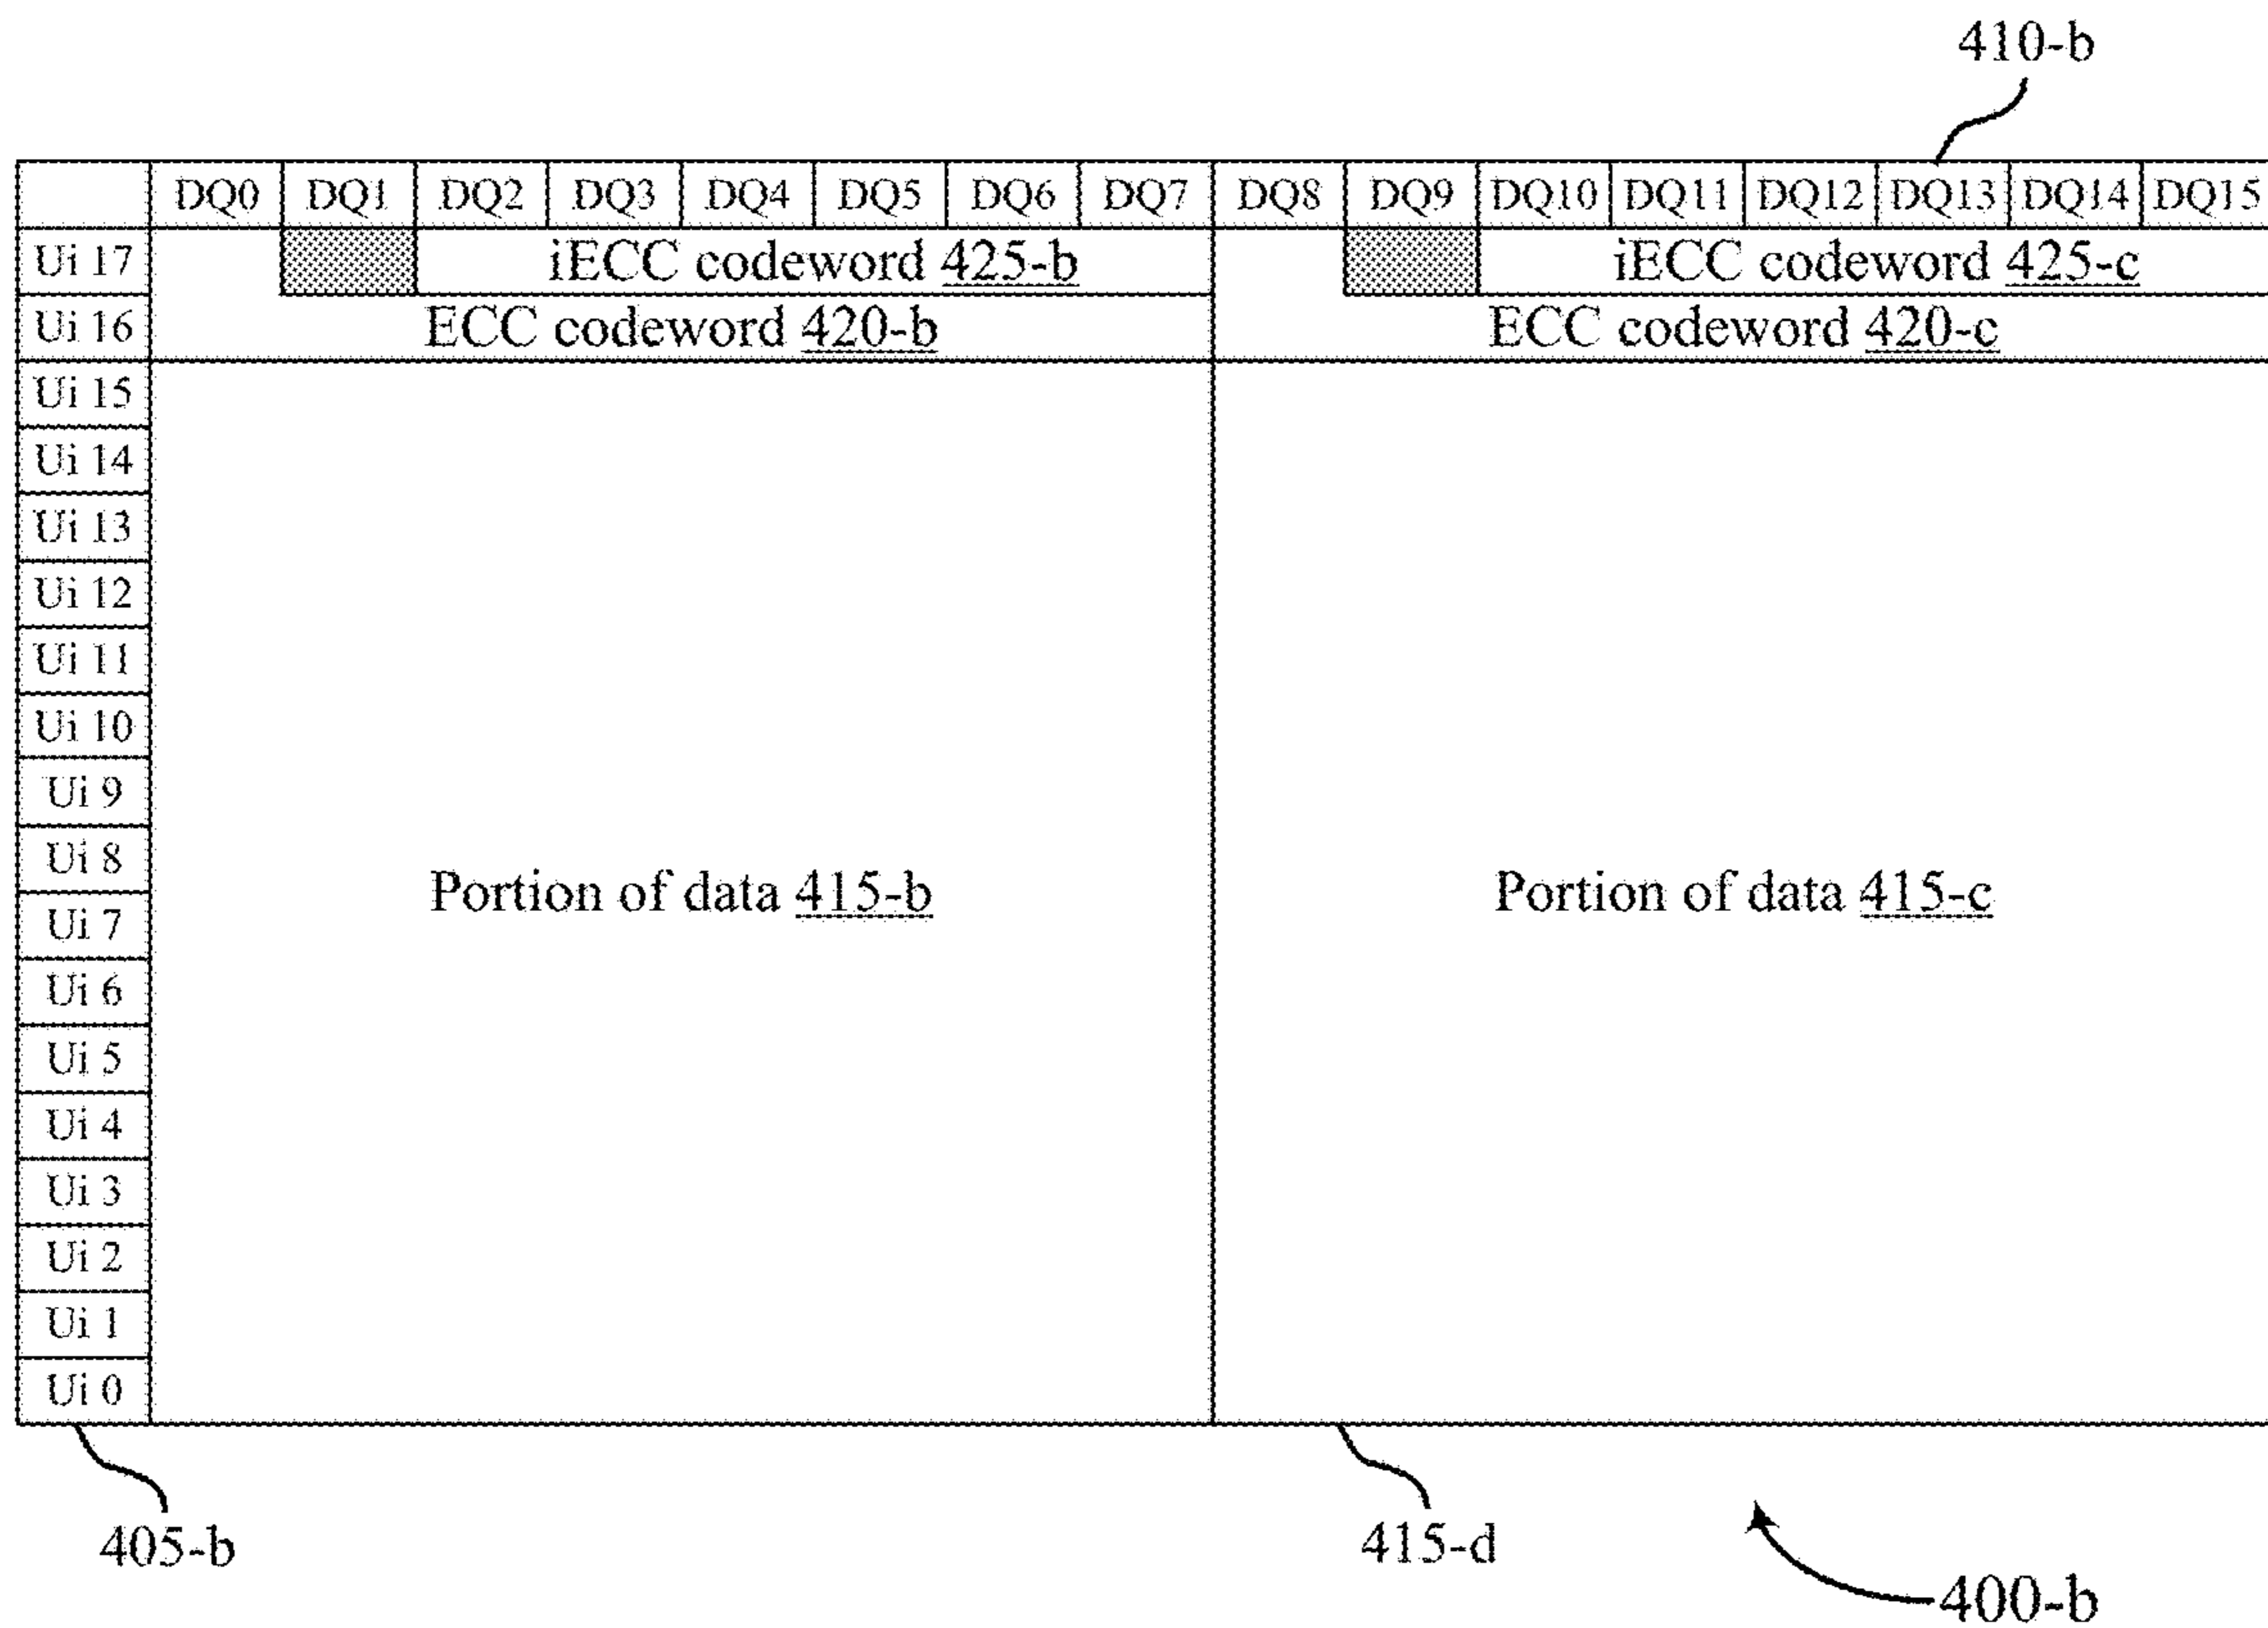 410-b
DQ0 DQ1 DQ2 DQ3 DQ4 DQ5 DQ6 DQ7 DQ8 DQ9 DQ10 DQ11 DQ12 DQ13 DQ14 DQ15
Ui 17 iECC codeword 425-b iECC codeword 425-c
Ui 16 ECC codeword 420-b ECC codeword 420-c
Ui 15
Ui 14
Ui 13
Ui 12
Ui 11
Ui 10
Ui 9
Ui 8
Portion of data 415-b Portion of data 415-c
Ui 7
Ui 6
Ui 5
Ui 4
Ui 3
Ui 2
Ui 1
Ui 0
405-b 415-d
400-b